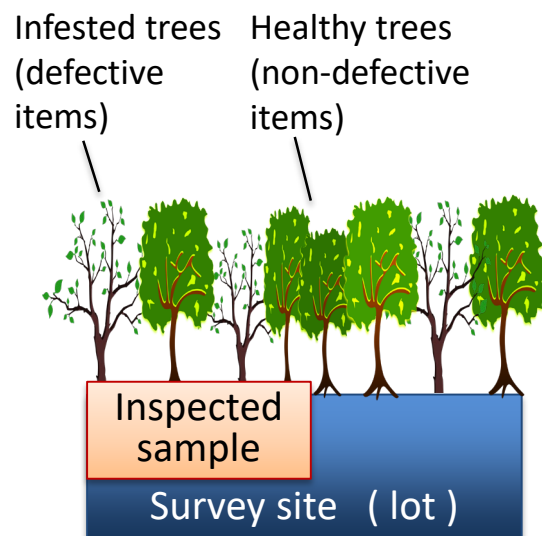 Infested trees
(defective
items)
Healthy trees
(non-defective
items)
Inspected
sample
Survey site ( lot )